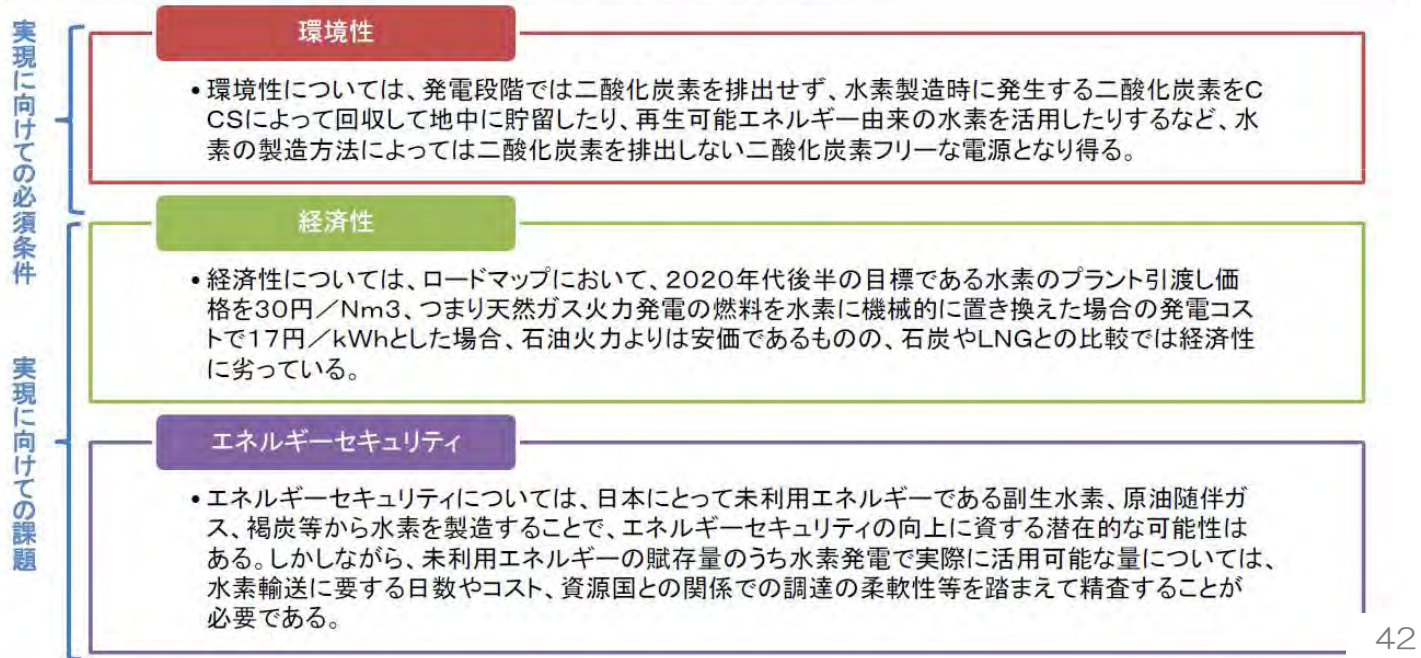 実現に向けての必須条件
環境性
•環境性については、発電段階では二酸化炭素を排出せず、水素製造時に発生する二酸化炭素をC
CSによって回収して地中に貯留したり、再生可能エネルギー由来の水素を活用したりするなど、水
素の製造方法によっては二酸化炭素を排出しない二酸化炭素フリーな電源となり得る。
実現に向けての課題
経済性
•経済性については、ロードマップにおいて、2020年代後半の目標である水素のプラント引渡し価
格を30円／Nm3、つまり天然ガス火力発電の燃料を水素に機械的に置き換えた場合の発電コス
トで17円／kWhとした場合、石油火力よりは安価であるものの、石炭やLNGとの比較では経済性
に劣っている。
エネルギーセキュリティ
•エネルギーセキュリティについては、日本にとって未利用エネルギーである副生水素、原油随伴ガ
ス、褐炭等から水素を製造することで、エネルギーセキュリティの向上に資する潜在的な可能性は
ある。しかしながら、未利用エネルギーの賦存量のうち水素発電で実際に活用可能な量については、
水素輸送に要する日数やコスト、資源国との関係での調達の柔軟性等を踏まえて精査することが
必要である。
42